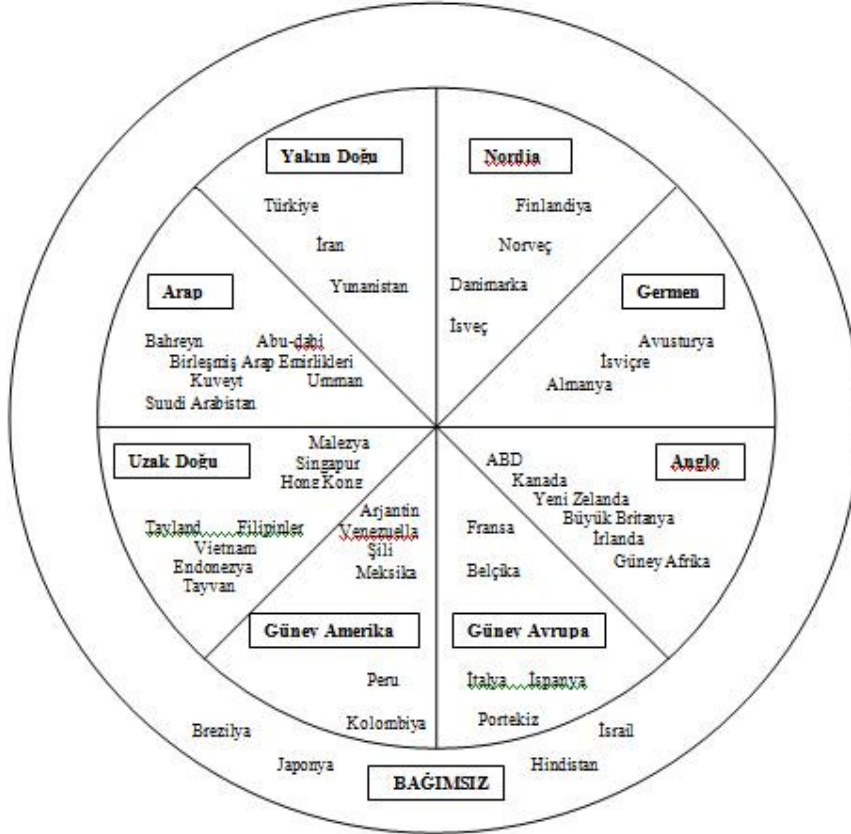 Yakın Doğu
Türkiye
İran
Yunanistan
Nordia
Finlandiya
Norveç
Danimarka
İsveç
Arap
Bahreyn Abu-dabi
Birleşmiş Arap Emirlikleri
Kuveyt Umman
Suudi Arabistan
Germen
Avusturya
İsviçre
Almanya
Uzak Doğu
Malezya
Singapur
Hong Kong
Tayland Filipinler
Vietnam
Endonezya
Tayvan
Anglo
ABD
Kanada
Yeni Zelanda
Büyük Britanya
İrlanda
Güney Afrika
Arjantin
Venezuella
Şili
Meksika
Güney Amerika
Peru
Kolombiya
Fransa
Belçika
Güney Avrupa
İtalya İspanya
Portekiz
Brezilya
Japonya
BAĞIMSIZ
Hindistan
İsrail